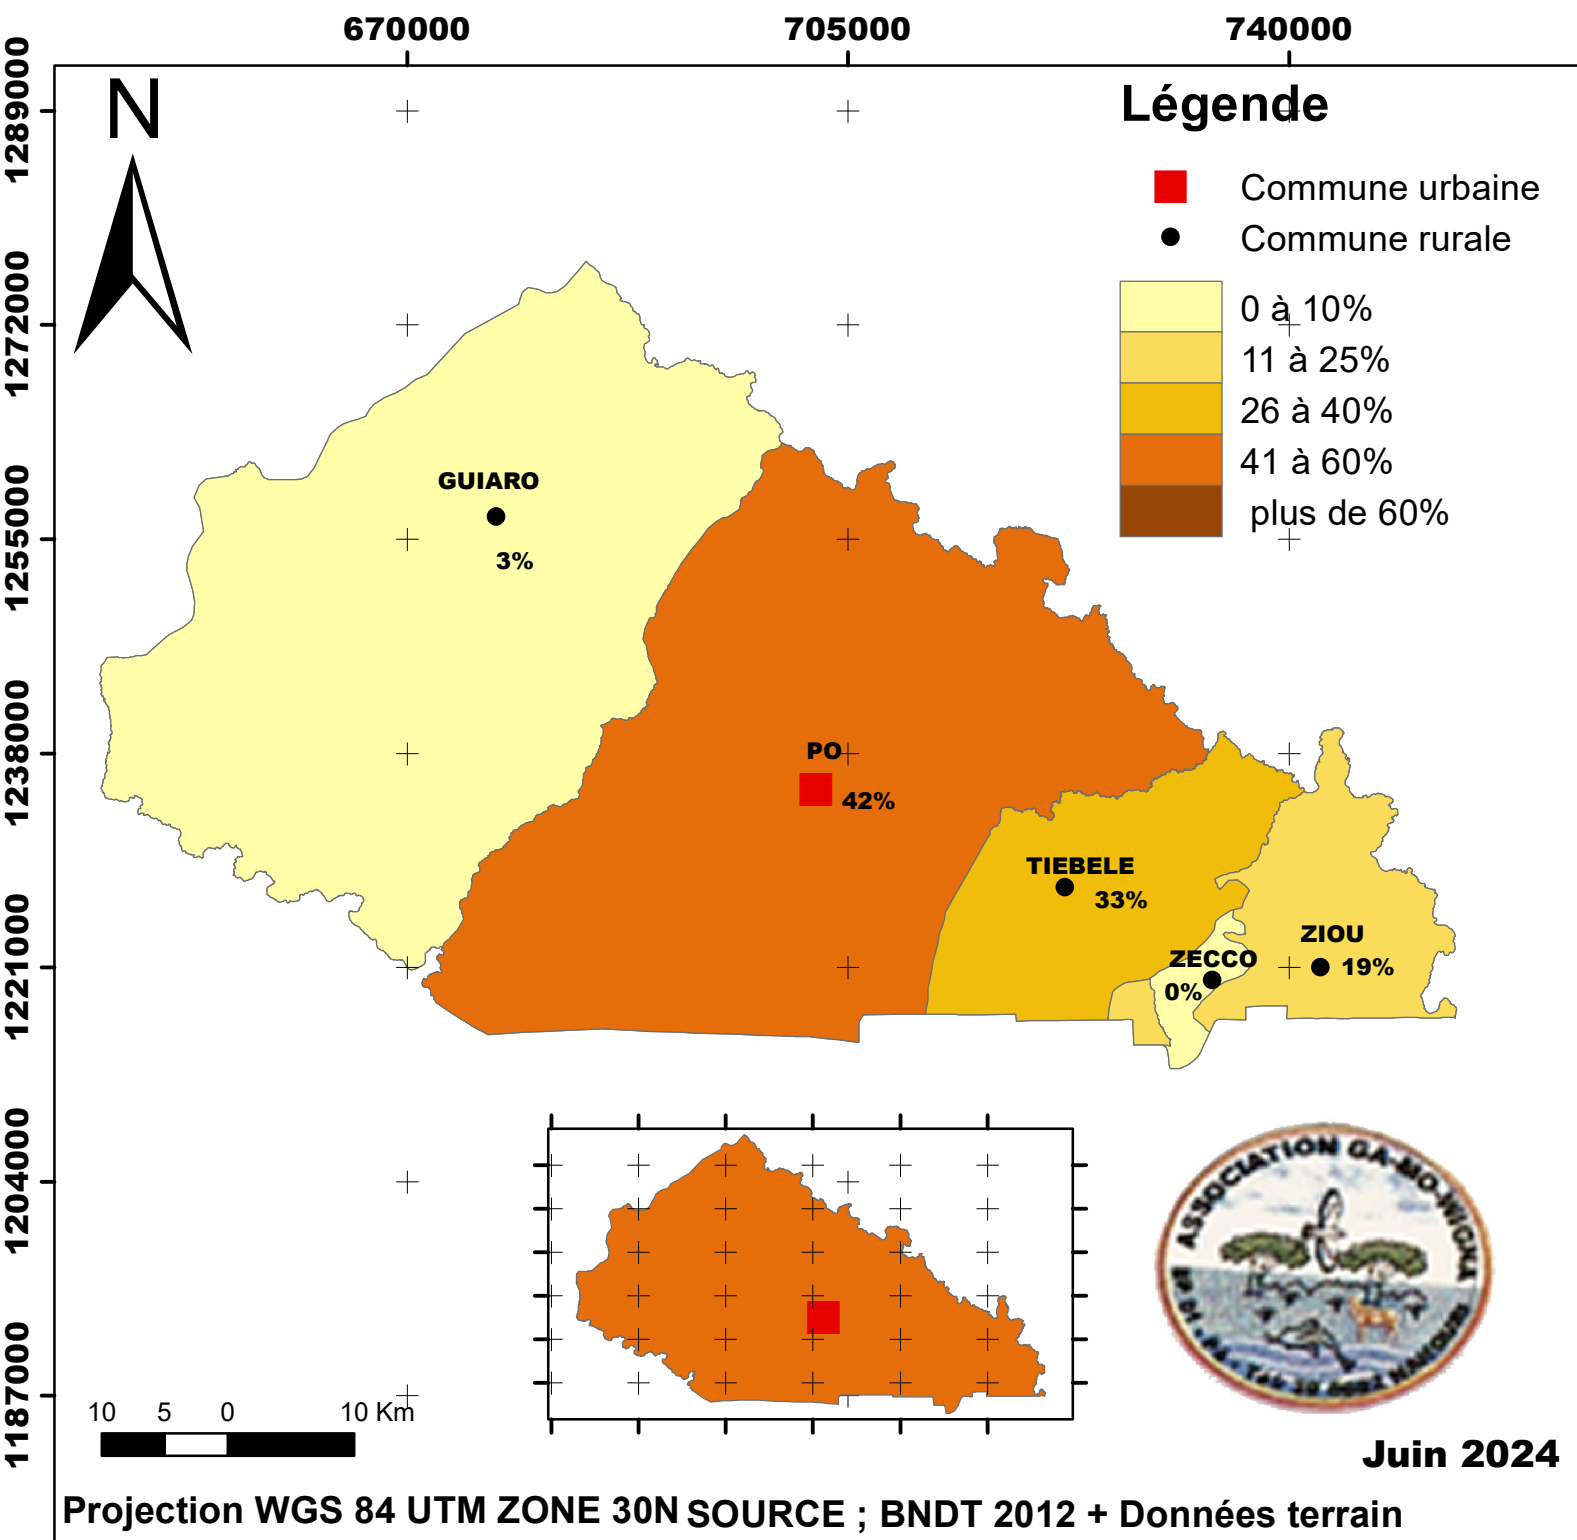 670000 705000 740000
1289000
1272000
1255000
1238000
1221000
1204000
1187000
N
Légende
Commune urbaine
Commune rurale
0 à 10%
11 à 25%
26 à 40%
41 à 60%
plus de 60%
GUIARO
3%
PO
42%
TIEBELE
33%
ZECCO
0%
ZIOU
19%
ASSOCIATION GA-MO-WIGNA
10 5 0 10 Km
Juin 2024
Projection WGS 84 UTM ZONE 30N SOURCE ; BNDT 2012 + Données terrain